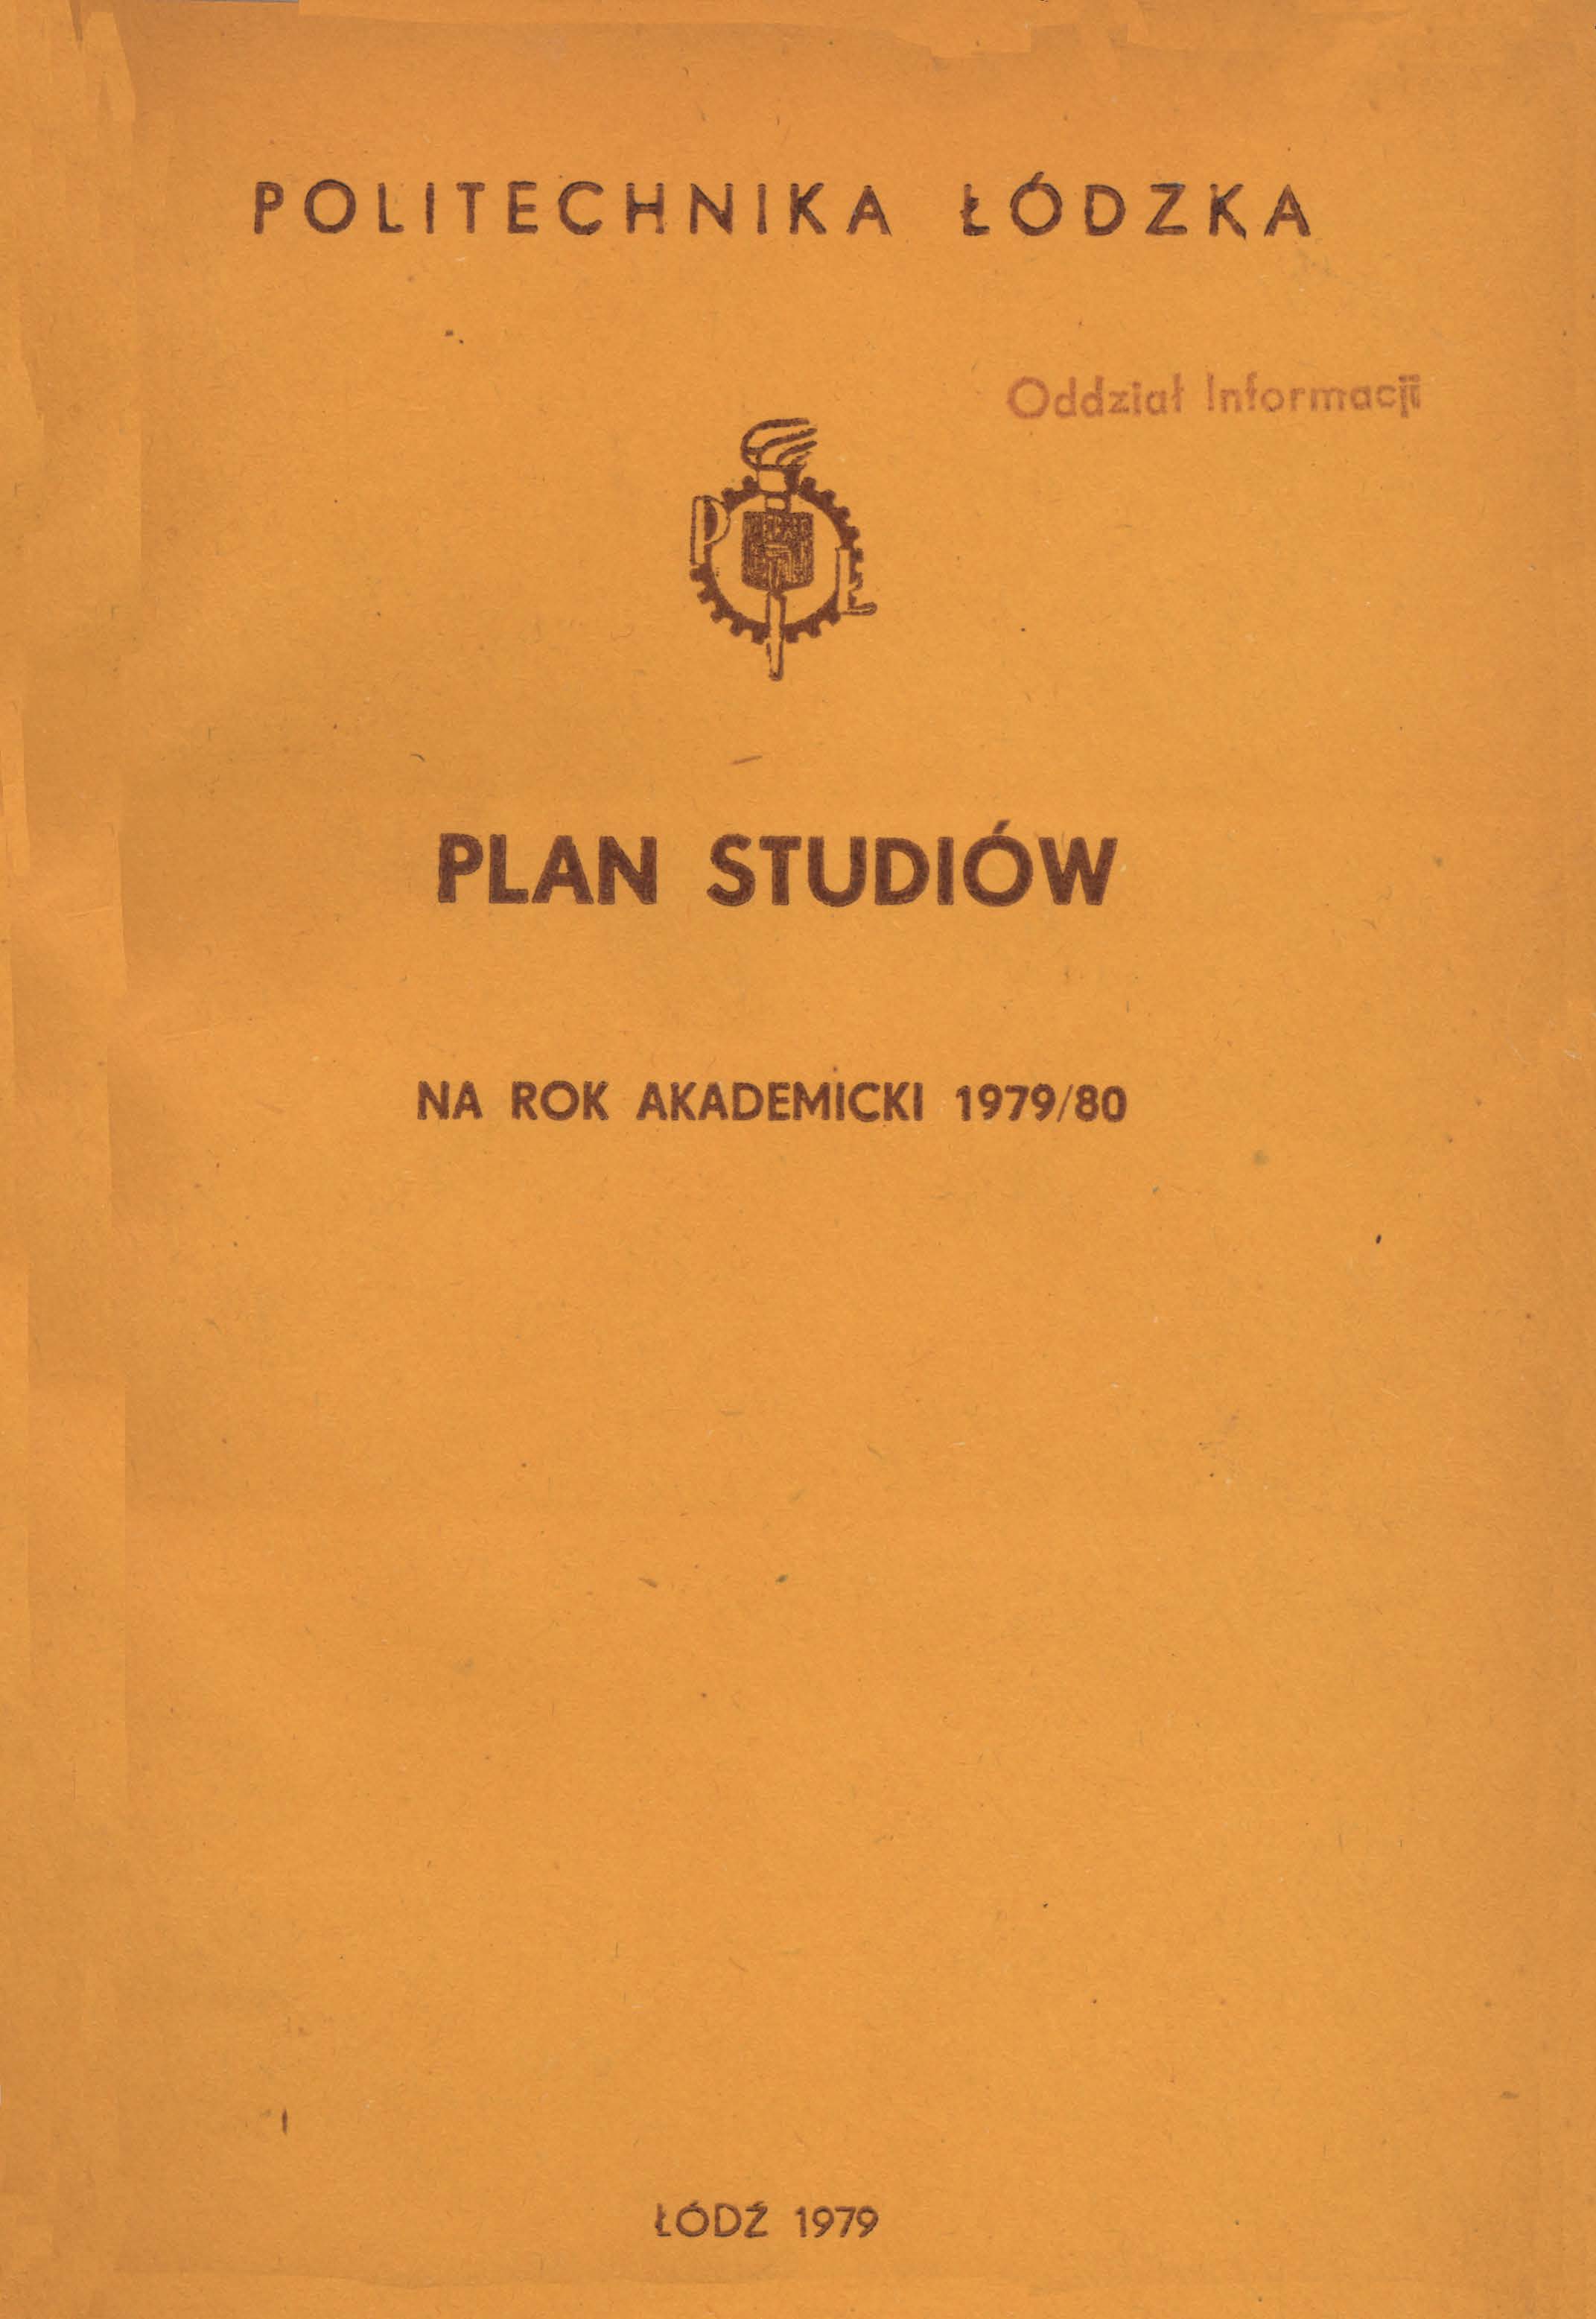 POLITECHNIKA ŁÓDZKA
Oddział Informacji
P
Ł
PLAN STUDIÓW
NA ROK AKADEMICKI 1979/80
ŁÓDŹ 1979